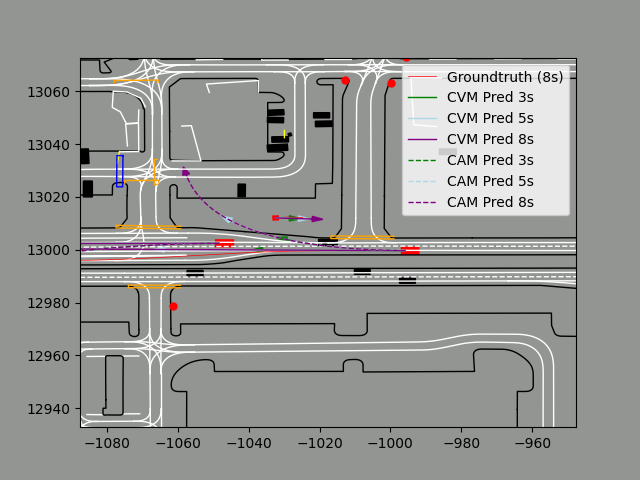 Groundtruth (8s)
CVM Pred 3s
CVM Pred 5s
CVM Pred 8s
CAM Pred 3s
CAM Pred 5s
CAM Pred 8s
13060
13040
13020
13000
12980
12960
12940
−1080 −1060 −1040 −1020 −1000 −980 −960